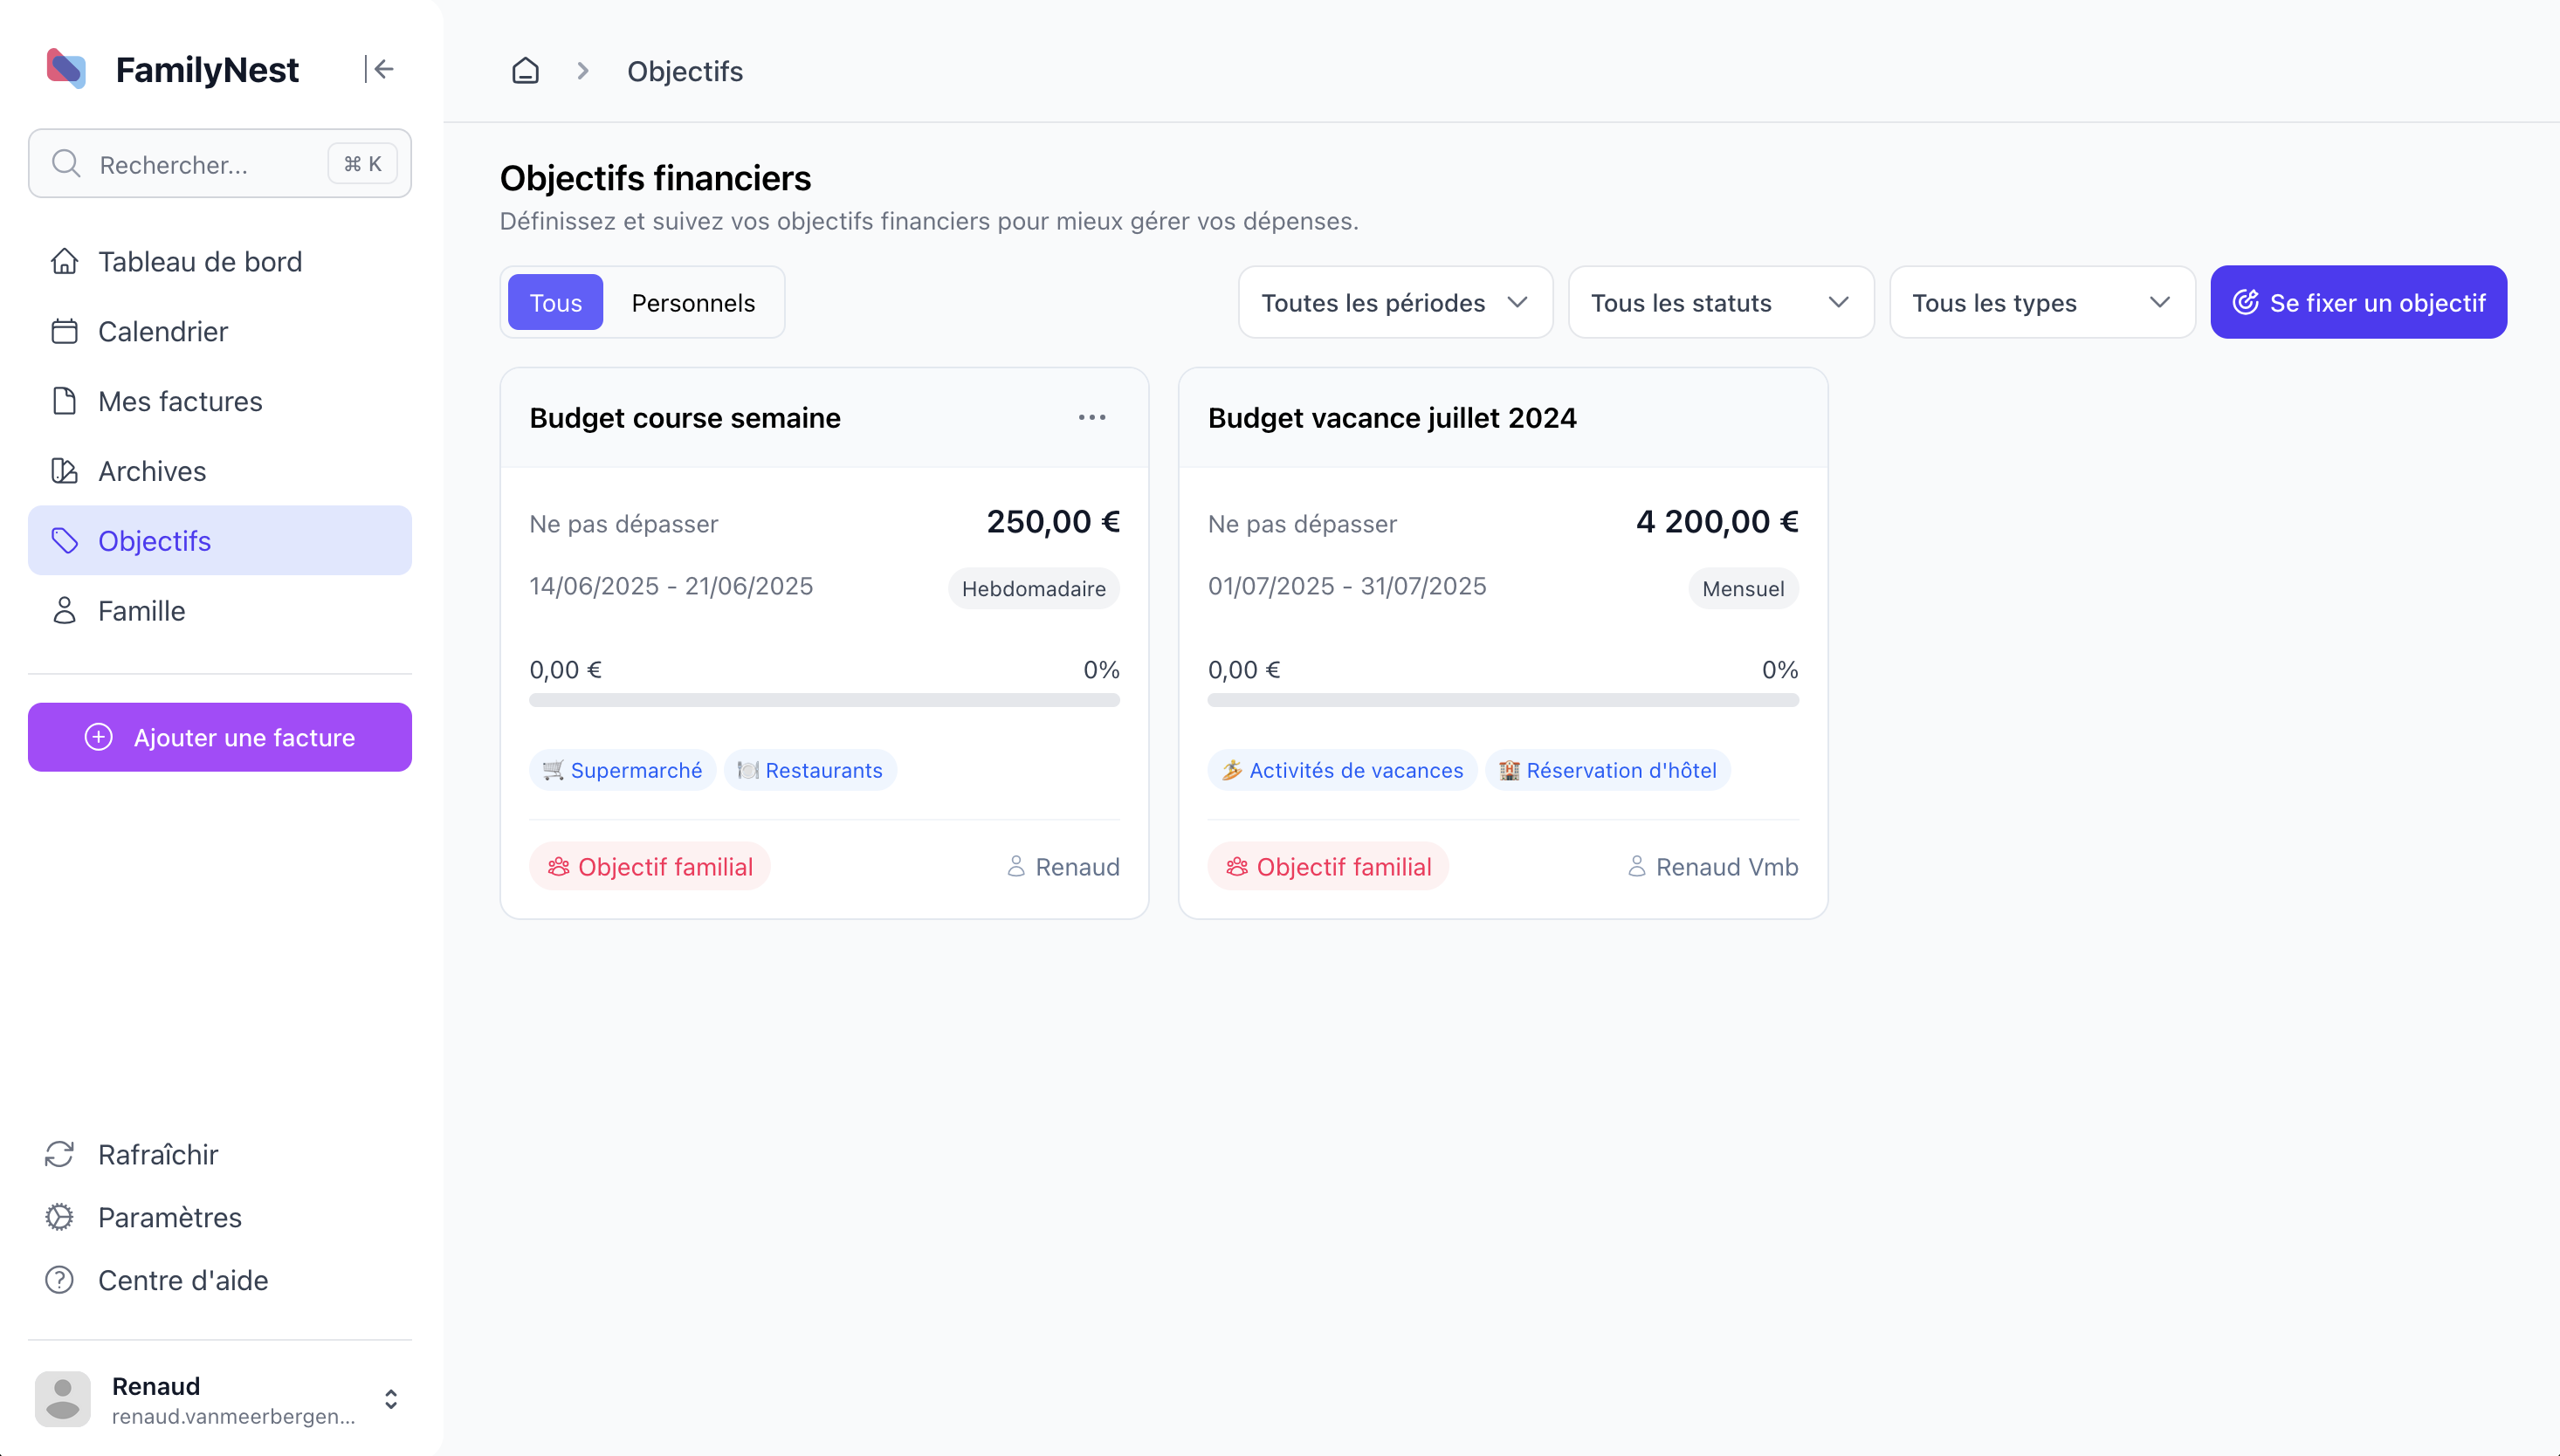 FamilyNest
Rechercher...
⌘ K
Tableau de bord
Calendrier
Mes factures
Archives
Objectifs
Famille
Ajouter une facture
Rafraîchir
Paramètres
Centre d'aide
Renaud
renaud.vanmeerbergen...
Objectifs
Objectifs financiers
Définissez et suivez vos objectifs financiers pour mieux gérer vos dépenses.
Tous Personnels
Toutes les périodes
Tous les statuts
Tous les types
Se fixer un objectif
Budget course semaine
Ne pas dépasser 250,00 €
14/06/2025 - 21/06/2025 Hebdomadaire
0,00 € 0%
Supermarché Restaurants
Objectif familial Renaud
Budget vacance juillet 2024
Ne pas dépasser 4 200,00 €
01/07/2025 - 31/07/2025 Mensuel
0,00 € 0%
Activités de vacances Réservation d'hôtel
Objectif familial Renaud Vmb